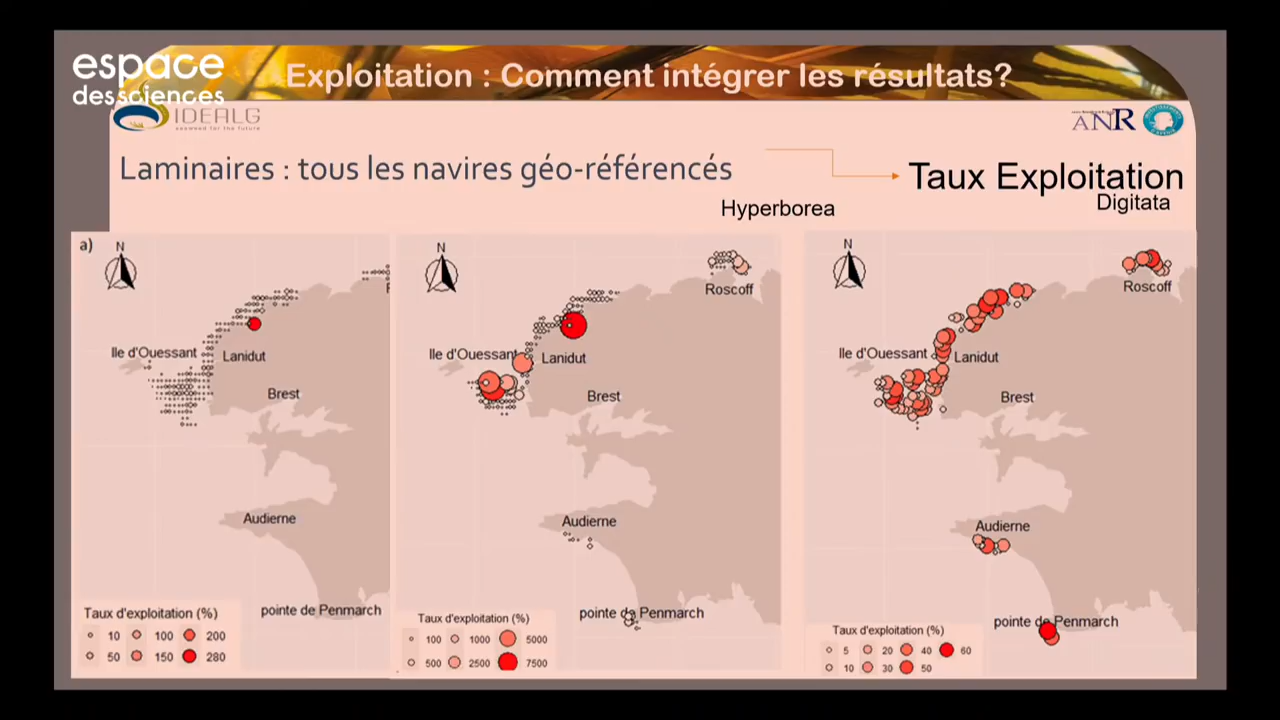 espace
des sciences
Exploitation : Comment intégrer les résultats?
IDEALG
seaweed for the future
ANR
Laminaires : tous les navires géo-référencés
Taux Exploitation
Hyperborea
Digitata
a)
N
Ile d'Ouessant
Lanidut
Brest
Audierne
pointe de Penmarch
Taux d'exploitation (%)
10 100 200
50 150 280
N
Roscoff
Ile d'Ouessant
Lanidut
Brest
Audierne
pointe de Penmarch
Taux d'exploitation (%)
100 1000 5000
500 2500 7500
N
Roscoff
Ile d'Ouessant
Lanidut
Brest
Audierne
pointe de Penmarch
Taux d'exploitation (%)
5 20 40 60
10 30 50